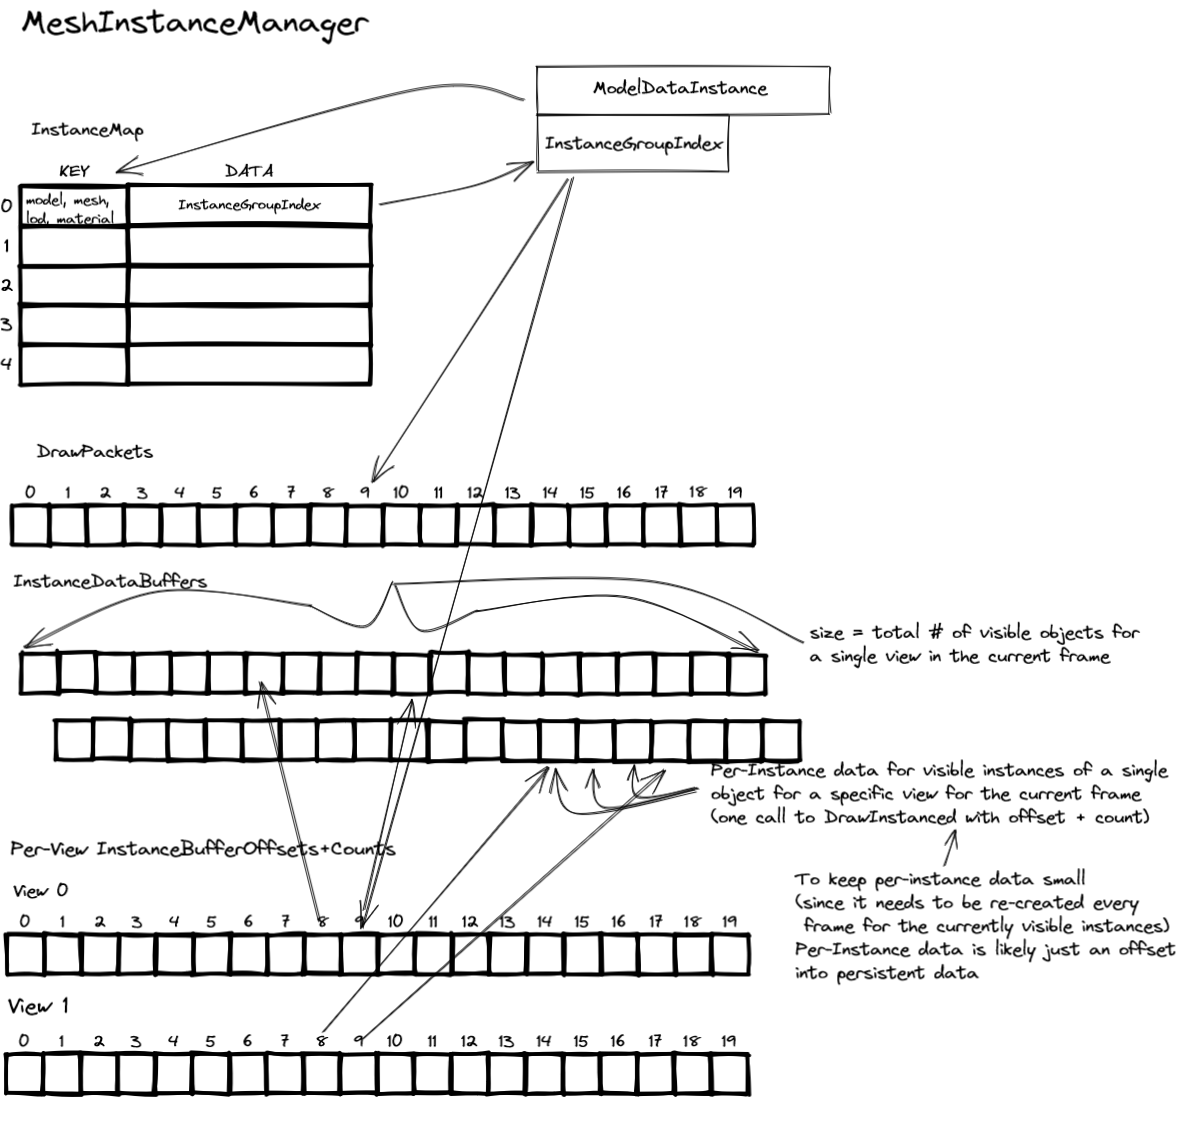 MeshInstanceManager
ModelDataInstance
InstanceGroupIndex
InstanceMap
KEY DATA
0 model, mesh, InstanceGroupIndex
lod, material
1
2
3
4
DrawPackets
0 1 2 3 4 5 6 7 8 9 10 11 12 13 14 15 16 17 18 19
InstanceDataBuffers
size = total # of visible objects for
a single view in the current frame
Per-Instance data for visible instances of a single
object for a specific view for the current frame
(one call to DrawInstanced with offset + count)
Per-View InstanceBufferOffsets+Counts
To keep per-instance data small
(since it needs to be re-created every
frame for the currently visible instances)
Per-Instance data is likely just an offset
into persistent data
View 0
0 1 2 3 4 5 6 7 8 9 10 11 12 13 14 15 16 17 18 19
View 1
0 1 2 3 4 5 6 7 8 9 10 11 12 13 14 15 16 17 18 19